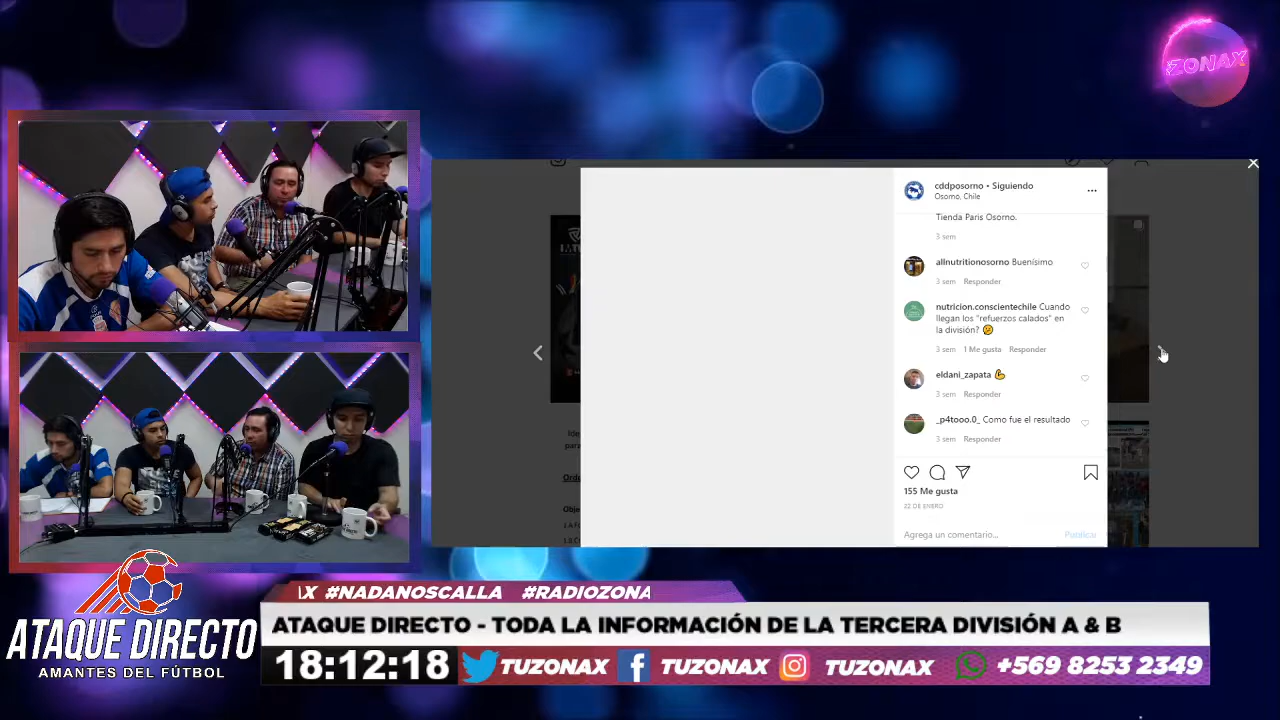 ZONAX
cddposorno • Siguiendo
Osorno, Chile
Tienda Paris Osorno.
3 sem
allnutritionosorno Buenísimo
3 sem Responder
nutricion.conscientechile Cuando
llegan los "refuerzos calados" en
la división? 😕
3 sem 1 Me gusta Responder
eldani_zapata 💪
3 sem Responder
_p4tooo.0_ Como fue el resultado
3 sem Responder
155 Me gusta
22 DE ENERO
Agrega un comentario... Publicar
ATAQUE DIRECTO
AMANTES DEL FÚTBOL
X #NADANOSCALLA #RADIOZONA
ATAQUE DIRECTO - TODA LA INFORMACIÓN DE LA TERCERA DIVISIÓN A & B
18:12:18 TUZONAX TUZONAX TUZONAX +569 8253 2349